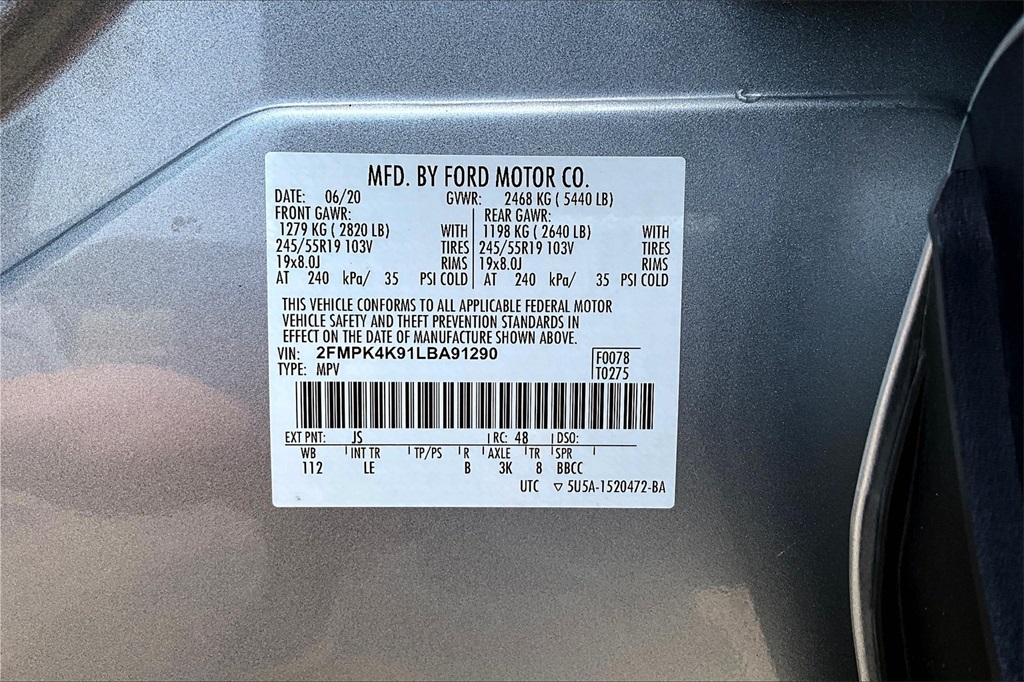 MFD. BY FORD MOTOR CO.
DATE: 06/20 GVWR: 2468 KG ( 5440 LB)
FRONT GAWR: REAR GAWR:
1279 KG ( 2820 LB) WITH 1198 KG ( 2640 LB) WITH
245/55R19 103V TIRES 245/55R19 103V TIRES
19x8.0J RIMS 19x8.0J RIMS
AT 240 kPa/ 35 PSI COLD AT 240 kPa/ 35 PSI COLD
THIS VEHICLE CONFORMS TO ALL APPLICABLE FEDERAL MOTOR
VEHICLE SAFETY AND THEFT PREVENTION STANDARDS IN
EFFECT ON THE DATE OF MANUFACTURE SHOWN ABOVE.
VIN: 2FMPK4K91LBA91290 F0078
TYPE: MPV T0275
EXT PNT: JS RC: 48 DSO:
WB INT TR TP/PS R AXLE TR SPR
112 LE B 3K 8 BBCC
UTC ▽ 5U5A-1520472-BA